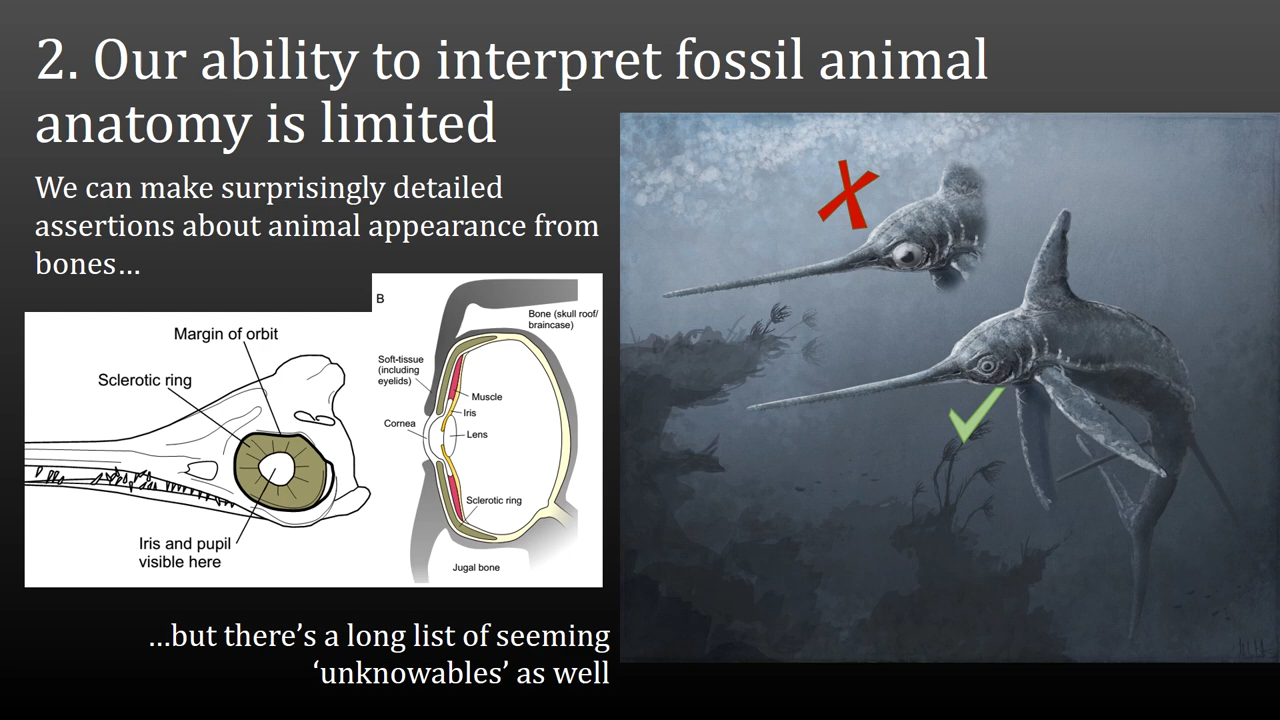 2. Our ability to interpret fossil animal
anatomy is limited
We can make surprisingly detailed
assertions about animal appearance from
bones…
Margin of orbit
Sclerotic ring
Iris and pupil
visible here
B
Bone (skull roof/
braincase)
Soft-tissue
(including
eyelids)
Muscle
Iris
Cornea
Lens
Sclerotic ring
Jugal bone
…but there’s a long list of seeming
‘unknowables’ as well